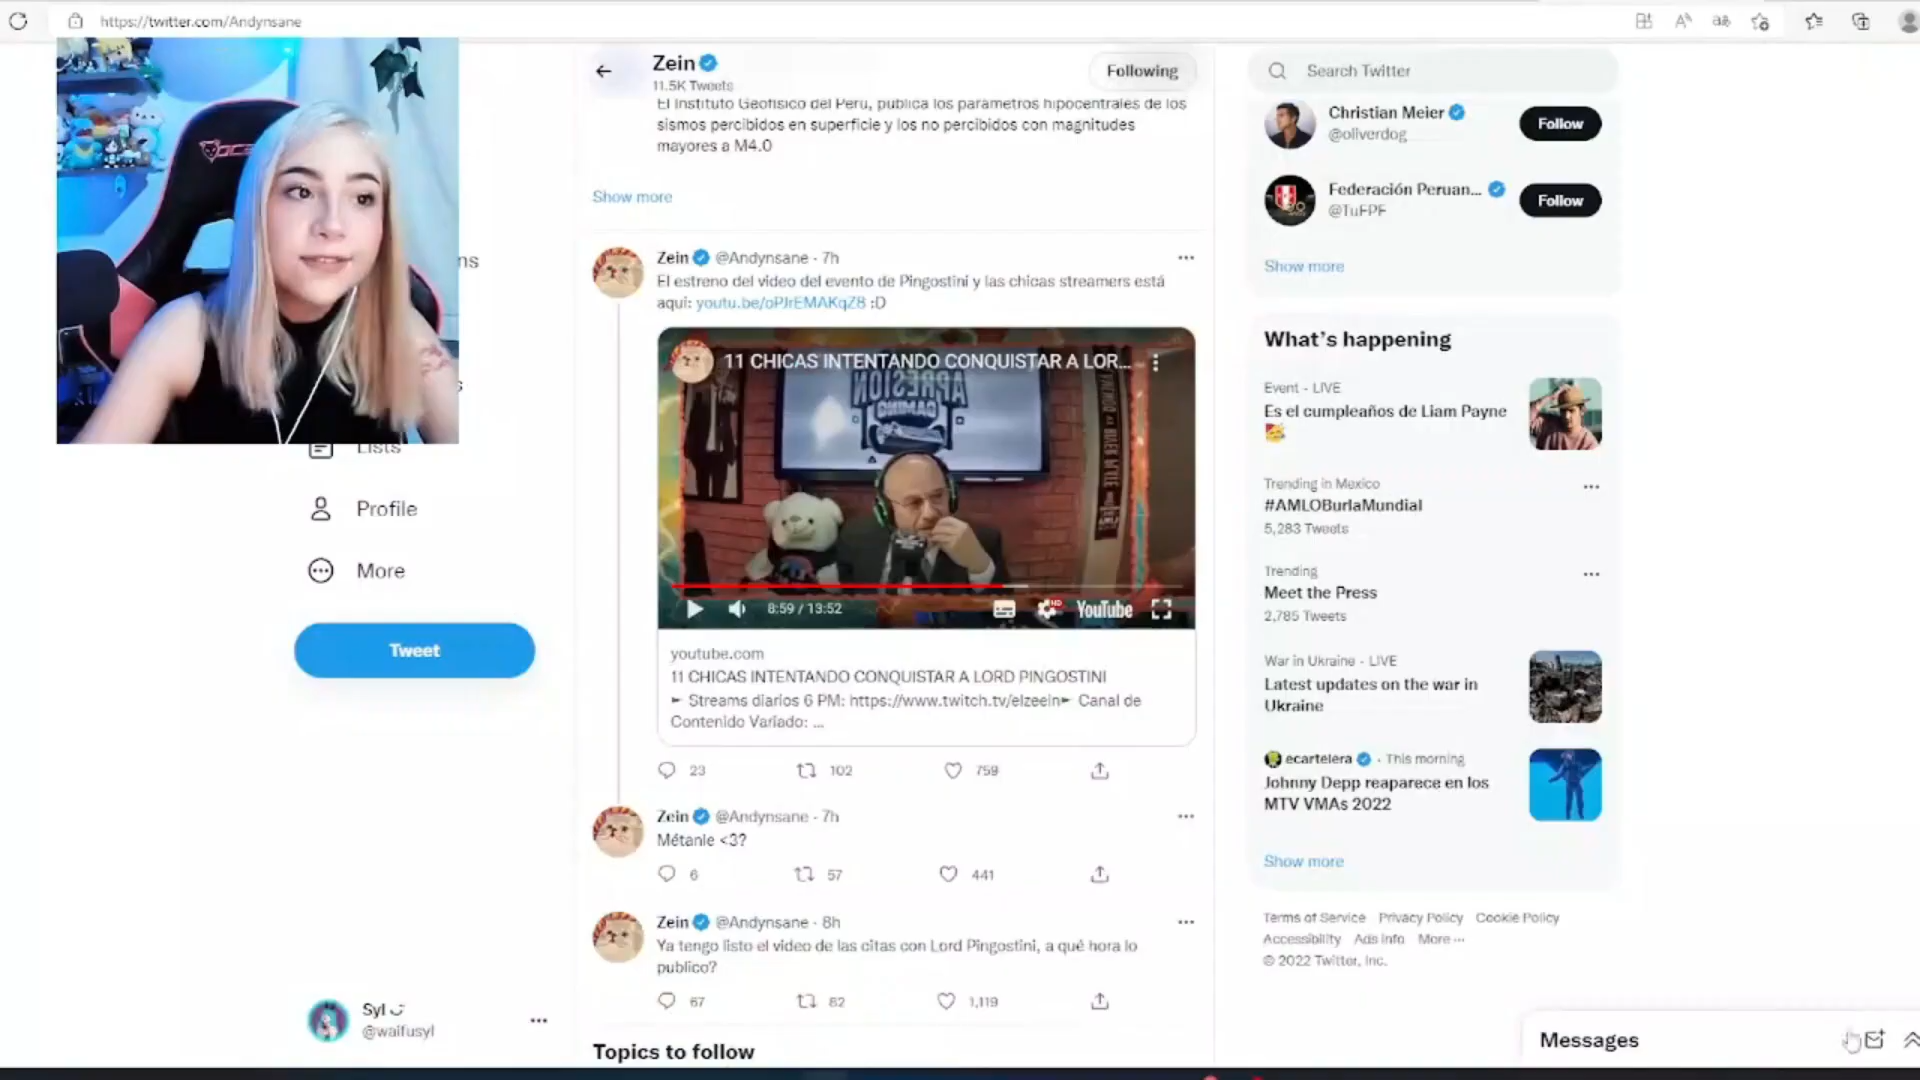 https://twitter.com/Andynsane
Zein
11.5K Tweets
Following
El Instituto Geofísico del Perú, publica los parámetros hipocentrales de los
sismos percibidos en superficie y los no percibidos con magnitudes
mayores a M4.0
Show more
Zein @Andynsane · 7h
El estreno del video del evento de Pingostini y las chicas streamers está
aquí: youtu.be/oPJrEMAKqZ8 :D
11 CHICAS INTENTANDO CONQUISTAR A LOR...
8:59 / 13:52
HD
YouTube
youtube.com
11 CHICAS INTENTANDO CONQUISTAR A LORD PINGOSTINI
► Streams diarios 6 PM: https://www.twitch.tv/elzeein► Canal de
Contenido Variado: ...
23
102
759
Zein @Andynsane · 7h
Métanle <3?
6
57
441
Zein @Andynsane · 8h
Ya tengo listo el video de las citas con Lord Pingostini, a qué hora lo
publico?
67
82
1,119
Topics to follow
ns
s
Lists
Profile
More
Tweet
Syl
@waifusyl
Search Twitter
Christian Meier
@oliverdog
Follow
Federación Peruan...
@TuFPF
Follow
Show more
What's happening
Event · LIVE
Es el cumpleaños de Liam Payne
Trending in Mexico
#AMLOBurlaMundial
5,283 Tweets
Trending
Meet the Press
2,785 Tweets
War in Ukraine · LIVE
Latest updates on the war in
Ukraine
ecartelera · This morning
Johnny Depp reaparece en los
MTV VMAs 2022
Show more
Terms of Service Privacy Policy Cookie Policy
Accessibility Ads info More ···
© 2022 Twitter, Inc.
Messages